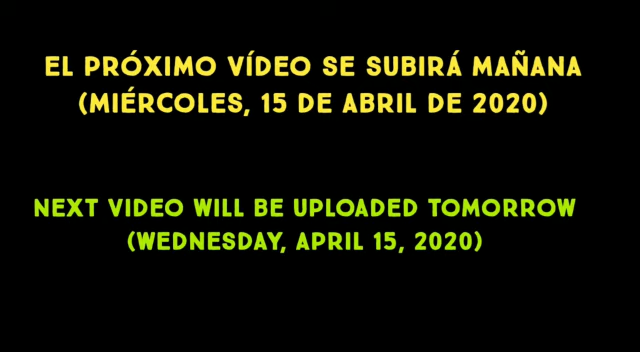 EL PRÓXIMO VÍDEO SE SUBIRÁ MAÑANA
(MIÉRCOLES, 15 DE ABRIL DE 2020)
NEXT VIDEO WILL BE UPLOADED TOMORROW
(WEDNESDAY, APRIL 15, 2020)